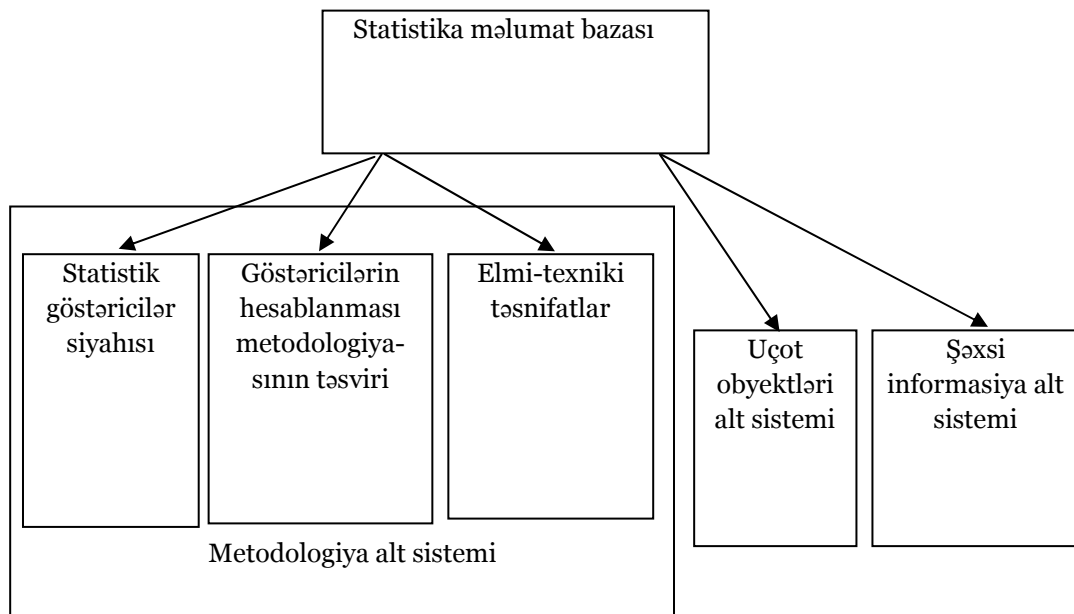 Statistika məlumat bazası
Statistik
göstəricilər
siyahısı
Göstəricilərin
hesablanması
metodologiya-
sının təsviri
Elmi-texniki
təsnifatlar
Uçot
obyektləri
alt sistemi
Şəxsi
informasiya alt
sistemi
Metodologiya alt sistemi